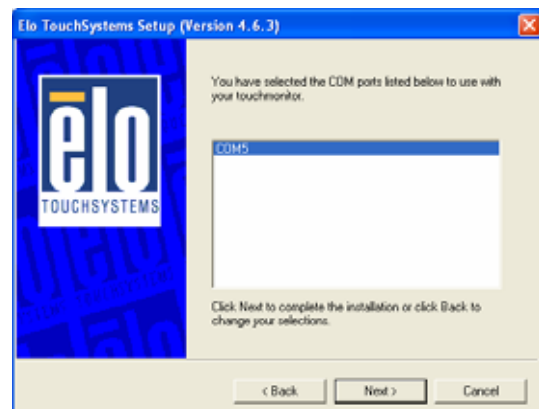 Elo TouchSystems Setup (Version 4.6.3)
elo
TOUCHSYSTEMS
You have selected the COM ports listed below to use with
your touchmonitor.
COM5
Click Next to complete the installation or click Back to
change your selections.
< Back
Next >
Cancel